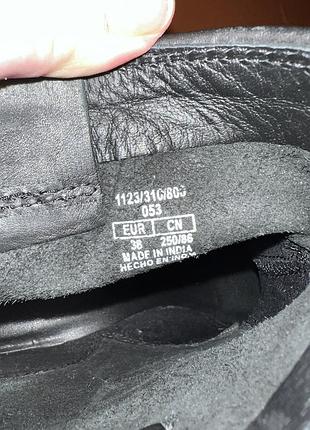 1123/310/803
053
EUR CN
38 250/86
MADE IN INDIA
HECHO EN INDIA